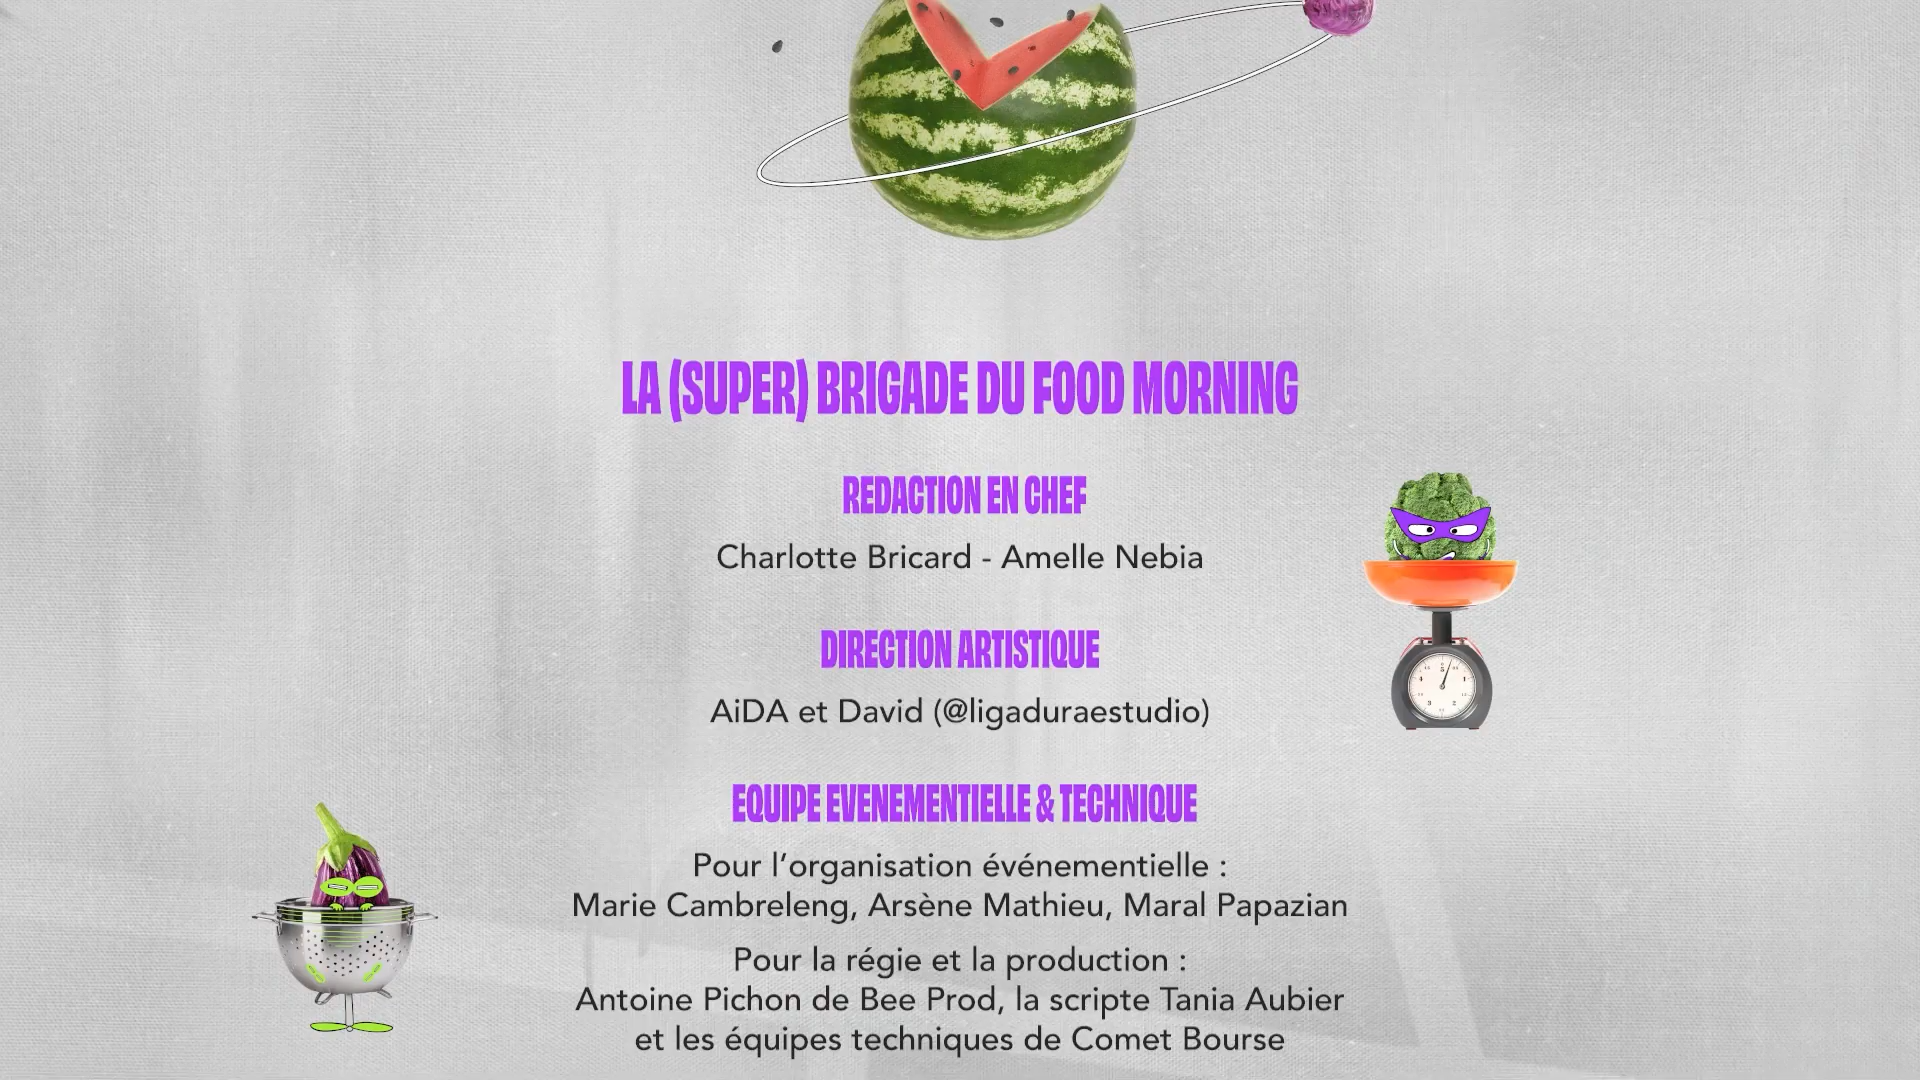 LA (SUPER) BRIGADE DU FOOD MORNING
REDACTION EN CHEF
Charlotte Bricard - Amelle Nebia
DIRECTION ARTISTIQUE
AiDA et David (@ligaduraestudio)
EQUIPE EVENEMENTIELLE & TECHNIQUE
Pour l’organisation événementielle :
Marie Cambreleng, Arsène Mathieu, Maral Papazian
Pour la régie et la production :
Antoine Pichon de Bee Prod, la scripte Tania Aubier
et les équipes techniques de Comet Bourse